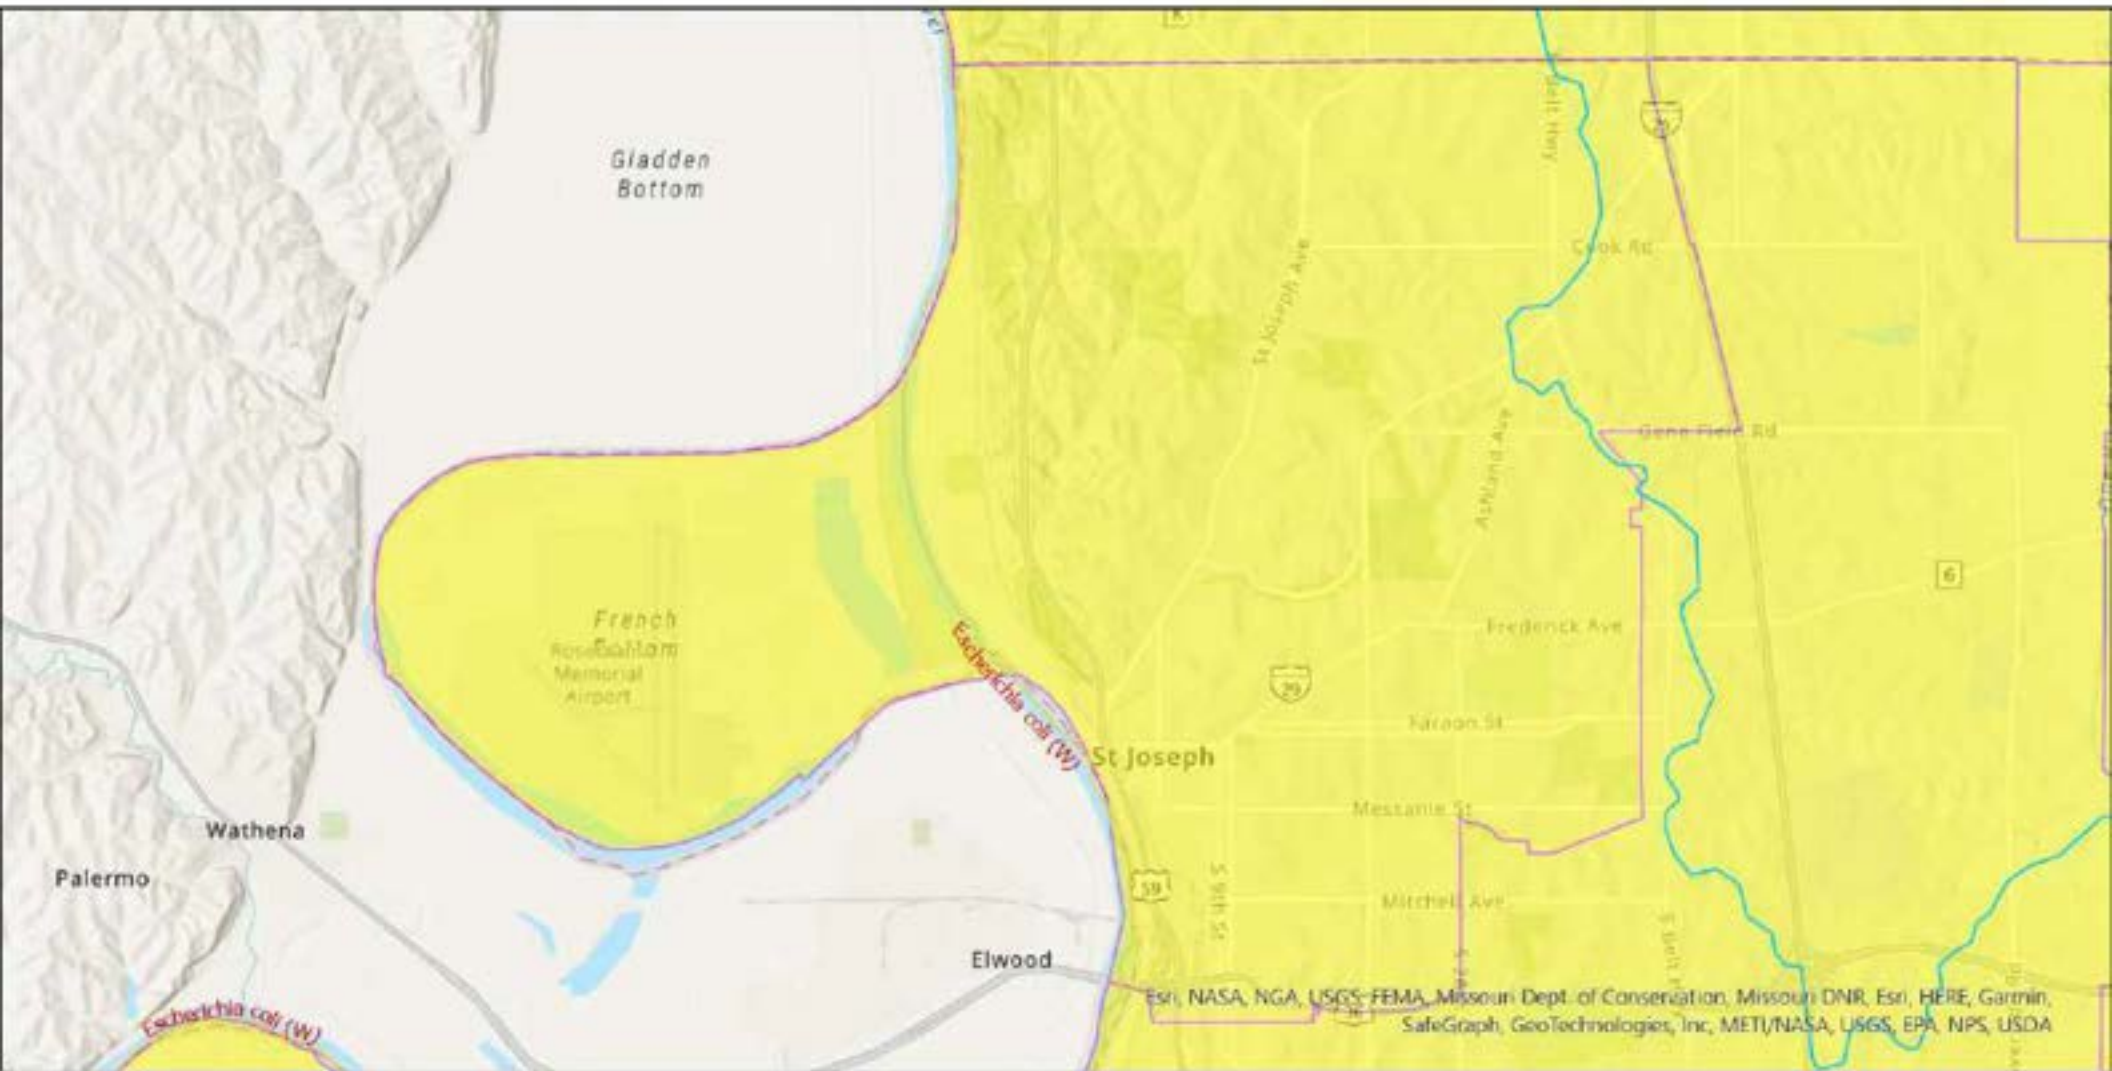 K
Gladden
Bottom
Belt Hwy
Cook Rd
St Joseph Ave
Gene Field Rd
Ashland Ave
6
French
Bottom
Memorial
Airport
Escherichia coli (W)
Frederick Ave
29
Faraon St
St Joseph
Wathena
Messanie St
Palermo
59
S 9th St
Mitchell Ave
Elwood
Escherichia coli (W)
Esri, NASA, NGA, USGS, FEMA, Missouri Dept. of Conservation, Missouri DNR, Esri, HERE, Garmin,
SafeGraph, GeoTechnologies, Inc, METI/NASA, USGS, EPA, NPS, USDA